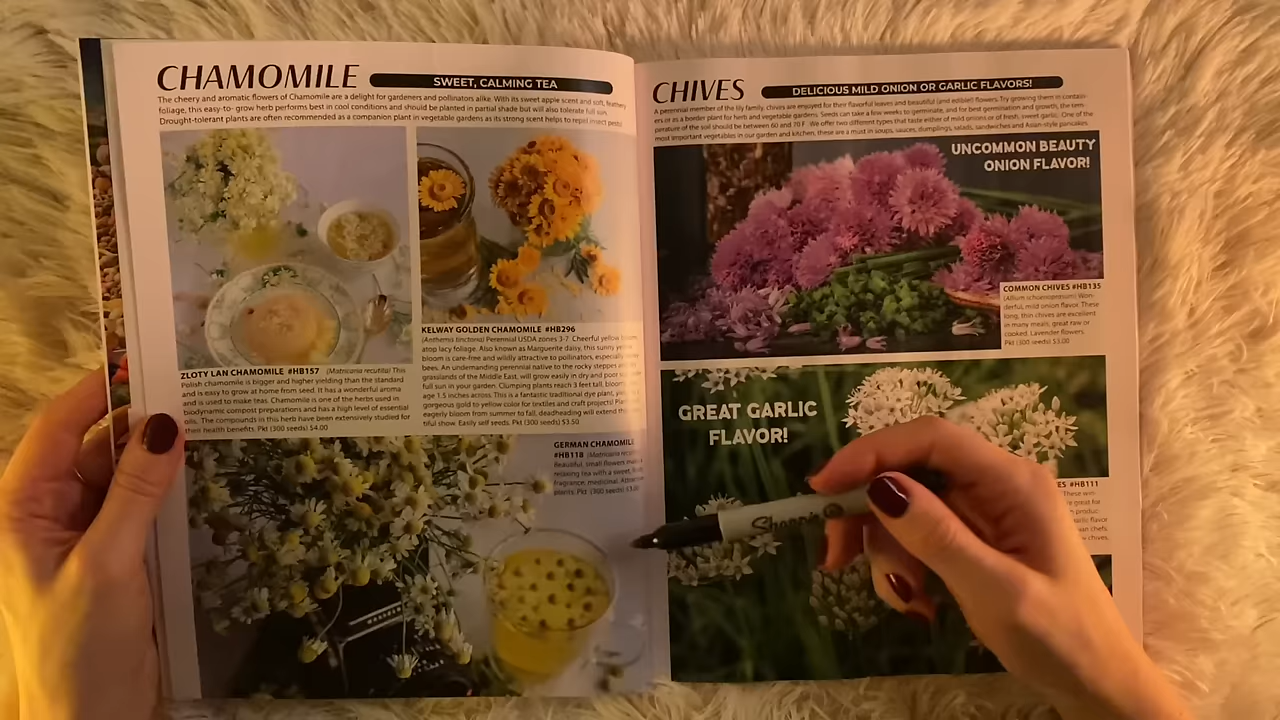 CHAMOMILE
SWEET, CALMING TEA
The cheery and aromatic flowers of Chamomile are a delight for gardeners and pollinators alike. With its sweet apple scent and soft, feathery
foliage, this easy-to-grow herb performs best in cool conditions and should be planted in partial shade but will also tolerate full sun.
Drought-tolerant plants are often recommended as a companion plant in vegetable gardens as its strong scent helps to repel insect pests!
ZLOTY LAN CHAMOMILE #HB157 (Matricaria recutita) This
Polish chamomile is bigger and higher yielding than the standard
and is easy to grow at home from seed. It has a wonderful aroma
and is used to make teas. Chamomile is one of the herbs used in
biodynamic compost preparations and has a high level of essential
oils. The compounds in this herb have been extensively studied for
their health benefits. Pkt (300 seeds) $4.00
KELWAY GOLDEN CHAMOMILE #HB296
(Anthemis tinctoria) Perennial USDA zones 3-7. Cheerful yellow
atop lacy foliage. Also known as Marguerite daisy, this sunny
bloom is care-free and wildly attractive to pollinators, especially
bees. An undemanding perennial native to the rocky steppes and
grasslands of the Middle East, will grow easily in dry and poor
full sun in your garden. Clumping plants reach 3 feet tall, bloom
age 1.5 inches across. This is a fantastic traditional dye plant,
gorgeous gold to yellow color for textiles and craft projects!
eagerly bloom from summer to fall, deadheading will extend
tiful show. Easily self seeds. Pkt (300 seeds) $3.50
GERMAN CHAMOMILE
#HB118 (Matricaria
Beautiful, small flowers
relaxing tea with a sweet,
fragrance, medicinal.
plants. Pkt (300 seeds)
CHIVES
DELICIOUS MILD ONION OR GARLIC FLAVORS!
A perennial member of the lily family, chives are enjoyed for their flavorful leaves and beautiful (and edible!) flowers. Try growing them in contain-
ers or as a border plant for herb and vegetable gardens. Seeds can take a few weeks to germinate, and for best germination and growth, the tem-
perature of the soil should be between 60 and 70 F. We offer two different types that taste either of mild onions or of fresh, sweet garlic. One of the
most important vegetables in our garden and kitchen, these are a must in soups, sauces, dumplings, salads, sandwiches and Asian-style pancakes.
UNCOMMON BEAUTY
ONION FLAVOR!
COMMON CHIVES #HB135
(Allium schoenoprasum) Won-
derful, mild onion flavor. These
long, thin chives are excellent
in many meals, great raw or
cooked. Lavender flowers.
Pkt (300 seeds) $3.00
GREAT GARLIC
FLAVOR!
#HB111
These
great for
produc-
garlic flavor
chefs
chives.
Sharpie